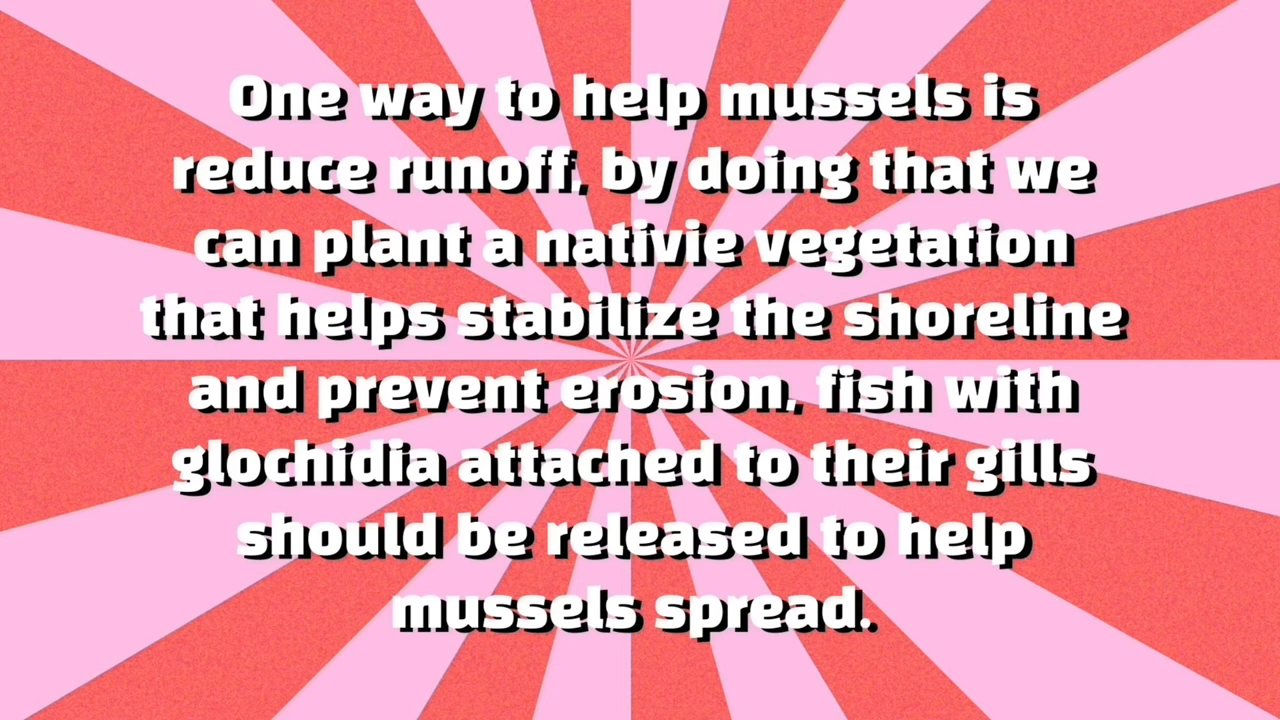 One way to help mussels is
reduce runoff, by doing that we
can plant a nativie vegetation
that helps stabilize the shoreline
and prevent erosion, fish with
glochidia attached to their gills
should be released to help
mussels spread.